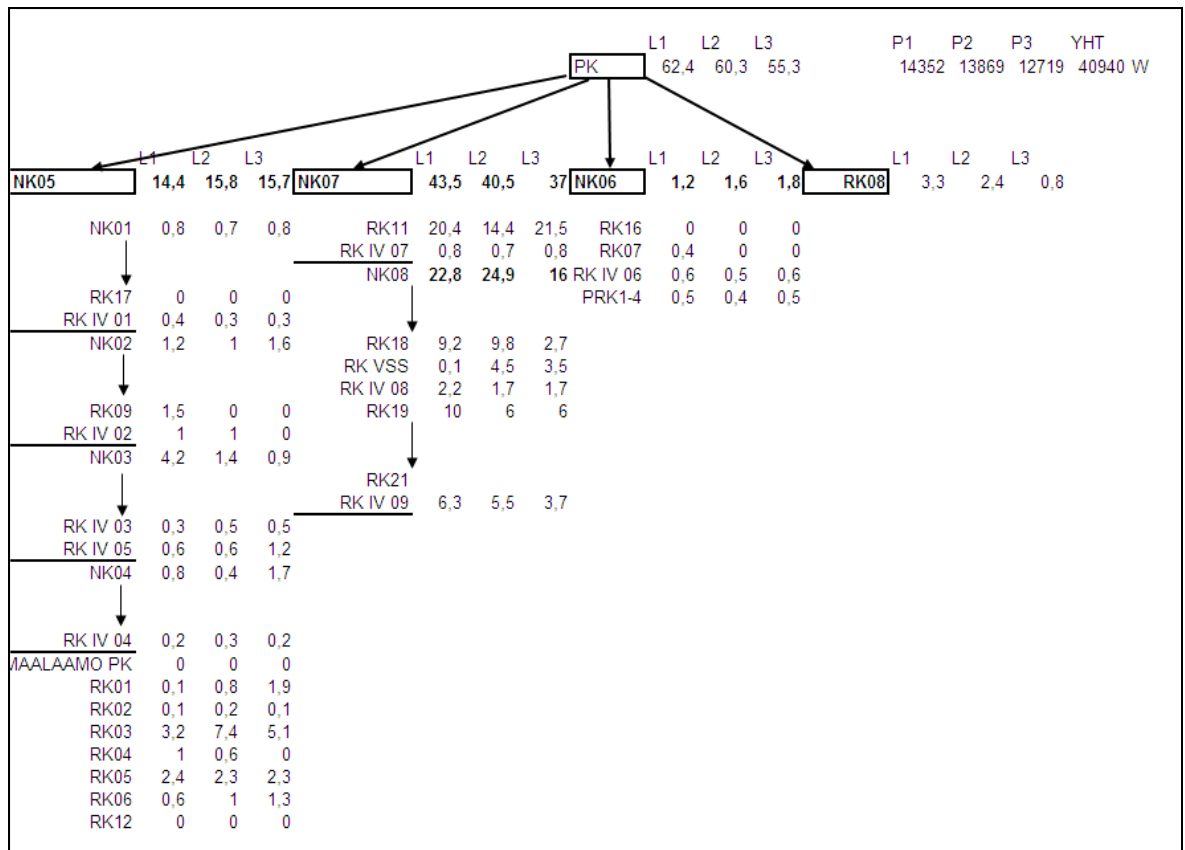 L1 L2 L3 P1 P2 P3 YHT
PK 62,4 60,3 55,3 14352 13869 12719 40940 W
L1 L2 L3 L1 L2 L3 L1 L2 L3 L1 L2 L3
NK05 14,4 15,8 15,7 NK07 43,5 40,5 37 NK06 1,2 1,6 1,8 RK08 3,3 2,4 0,8
NK01 0,8 0,7 0,8 RK11 20,4 14,4 21,5 RK16 0 0 0
RK IV 07 0,8 0,7 0,8 RK07 0,4 0 0
NK08 22,8 24,9 16 RK IV 06 0,6 0,5 0,6
RK17 0 0 0 PRK1-4 0,5 0,4 0,5
RK IV 01 0,4 0,3 0,3
NK02 1,2 1 1,6 RK18 9,2 9,8 2,7
RK VSS 0,1 4,5 3,5
RK IV 08 2,2 1,7 1,7
RK09 1,5 0 0 RK19 10 6 6
RK IV 02 1 1 0
NK03 4,2 1,4 0,9
RK21
RK IV 09 6,3 5,5 3,7
RK IV 03 0,3 0,5 0,5
RK IV 05 0,6 0,6 1,2
NK04 0,8 0,4 1,7
RK IV 04 0,2 0,3 0,2
MAALAAMO PK 0 0 0
RK01 0,1 0,8 1,9
RK02 0,1 0,2 0,1
RK03 3,2 7,4 5,1
RK04 1 0,6 0
RK05 2,4 2,3 2,3
RK06 0,6 1 1,3
RK12 0 0 0